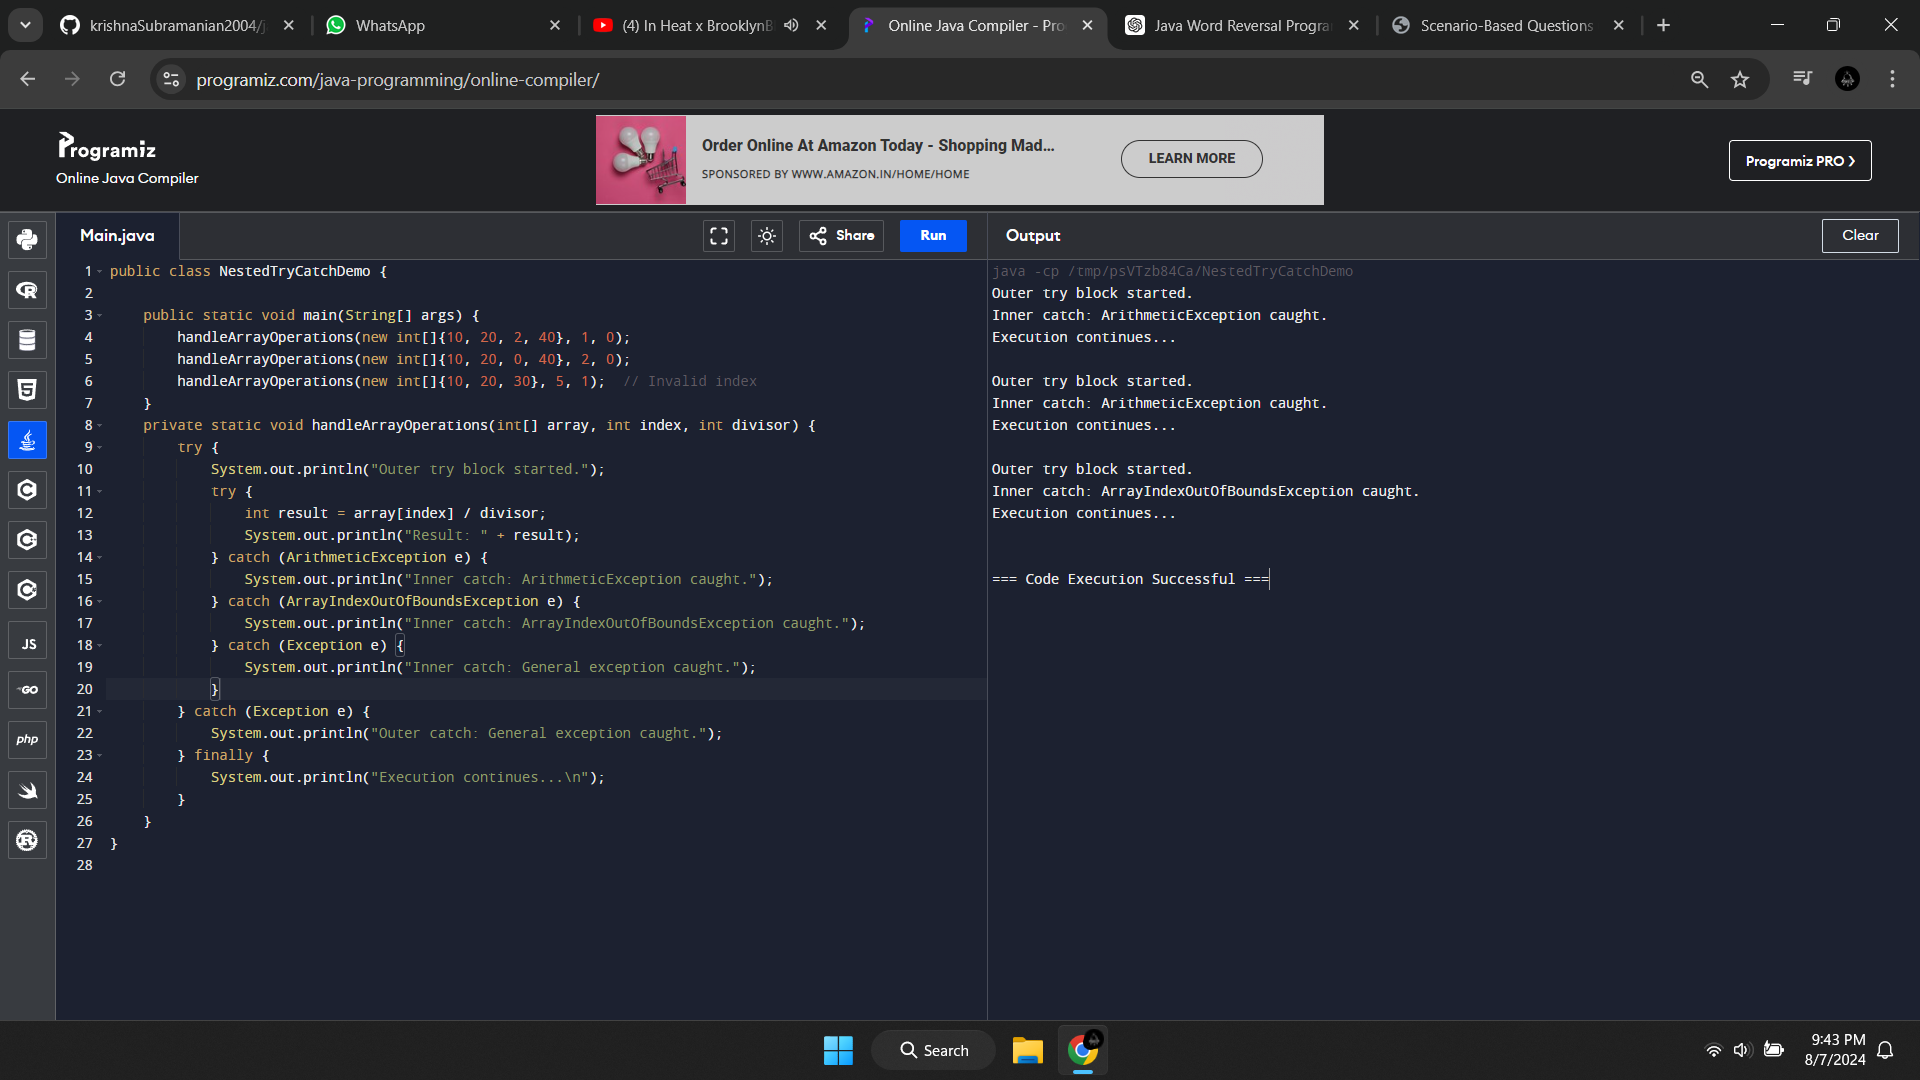 krishnaSubramanian2004/j
WhatsApp
(4) In Heat x BrooklynB
Online Java Compiler - Pro
Java Word Reversal Progra
Scenario-Based Questions
programiz.com/java-programming/online-compiler/
Programiz
Online Java Compiler
Order Online At Amazon Today - Shopping Mad...
SPONSORED BY WWW.AMAZON.IN/HOME/HOME
LEARN MORE
Programiz PRO >
Main.java
Share
Run
Output
Clear
1 public class NestedTryCatchDemo {
2
3     public static void main(String[] args) {
4         handleArrayOperations(new int[]{10, 20, 2, 40}, 1, 0);
5         handleArrayOperations(new int[]{10, 20, 0, 40}, 2, 0);
6         handleArrayOperations(new int[]{10, 20, 30}, 5, 1);  // Invalid index
7     }
8     private static void handleArrayOperations(int[] array, int index, int divisor) {
9         try {
10             System.out.println("Outer try block started.");
11             try {
12                 int result = array[index] / divisor;
13                 System.out.println("Result: " + result);
14             } catch (ArithmeticException e) {
15                 System.out.println("Inner catch: ArithmeticException caught.");
16             } catch (ArrayIndexOutOfBoundsException e) {
17                 System.out.println("Inner catch: ArrayIndexOutOfBoundsException caught.");
18             } catch (Exception e) {
19                 System.out.println("Inner catch: General exception caught.");
20             }
21         } catch (Exception e) {
22             System.out.println("Outer catch: General exception caught.");
23         } finally {
24             System.out.println("Execution continues...\n");
25         }
26     }
27 }
28
java -cp /tmp/psVTzb84Ca/NestedTryCatchDemo
Outer try block started.
Inner catch: ArithmeticException caught.
Execution continues...
Outer try block started.
Inner catch: ArithmeticException caught.
Execution continues...
Outer try block started.
Inner catch: ArrayIndexOutOfBoundsException caught.
Execution continues...
=== Code Execution Successful ===
JS
GO
php
Search
9:43 PM
8/7/2024